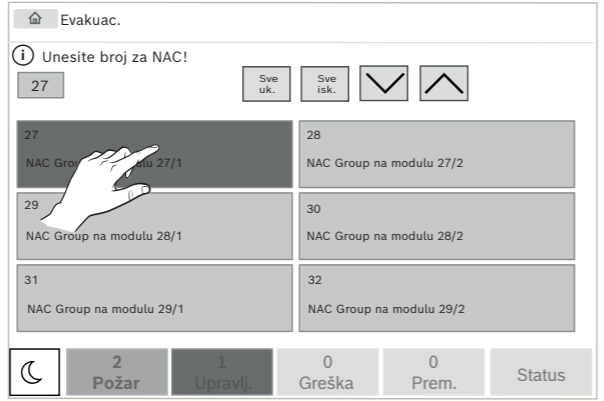 Evakuac.
Unesite broj za NAC!
27
Sve uk.
Sve isk.
27
28
NAC Gro 27/1
NAC Group na modulu 27/2
29
30
NAC Group na modulu 28/1
NAC Group na modulu 28/2
31
32
NAC Group na modulu 29/1
NAC Group na modulu 29/2
2
1
0
0
Požar
Upravlj.
Greška
Prem.
Status